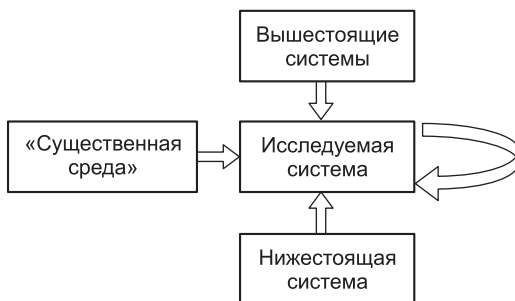 Вышестоящие
системы
«Существенная
среда»
Исследуемая
система
Нижестоящая
система